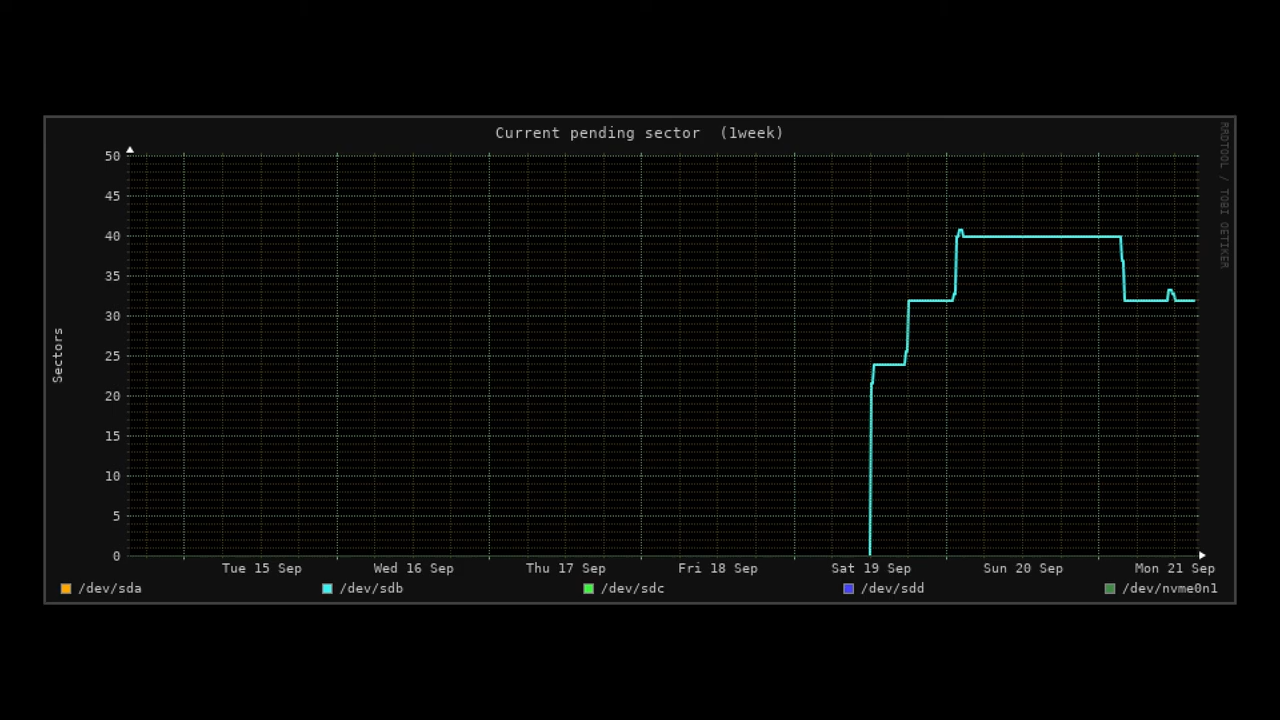 Current pending sector (1week)
RRDTOOL / TOBI OETIKER
50
45
40
35
30
25
20
15
10
5
0
Sectors
Tue 15 Sep Wed 16 Sep Thu 17 Sep Fri 18 Sep Sat 19 Sep Sun 20 Sep Mon 21 Sep
/dev/sda /dev/sdb /dev/sdc /dev/sdd /dev/nvme0n1